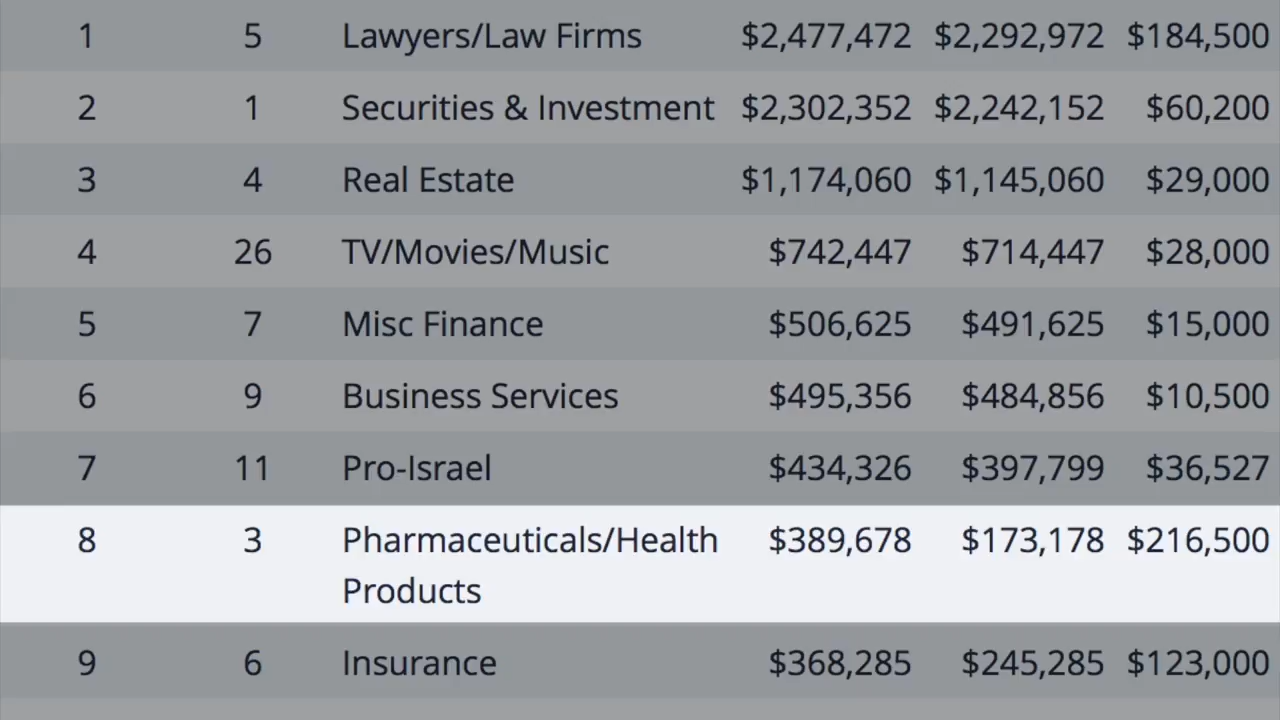 1 5 Lawyers/Law Firms $2,477,472 $2,292,972 $184,500
2 1 Securities & Investment $2,302,352 $2,242,152 $60,200
3 4 Real Estate $1,174,060 $1,145,060 $29,000
4 26 TV/Movies/Music $742,447 $714,447 $28,000
5 7 Misc Finance $506,625 $491,625 $15,000
6 9 Business Services $495,356 $484,856 $10,500
7 11 Pro-Israel $434,326 $397,799 $36,527
8 3 Pharmaceuticals/Health $389,678 $173,178 $216,500
Products
9 6 Insurance $368,285 $245,285 $123,000